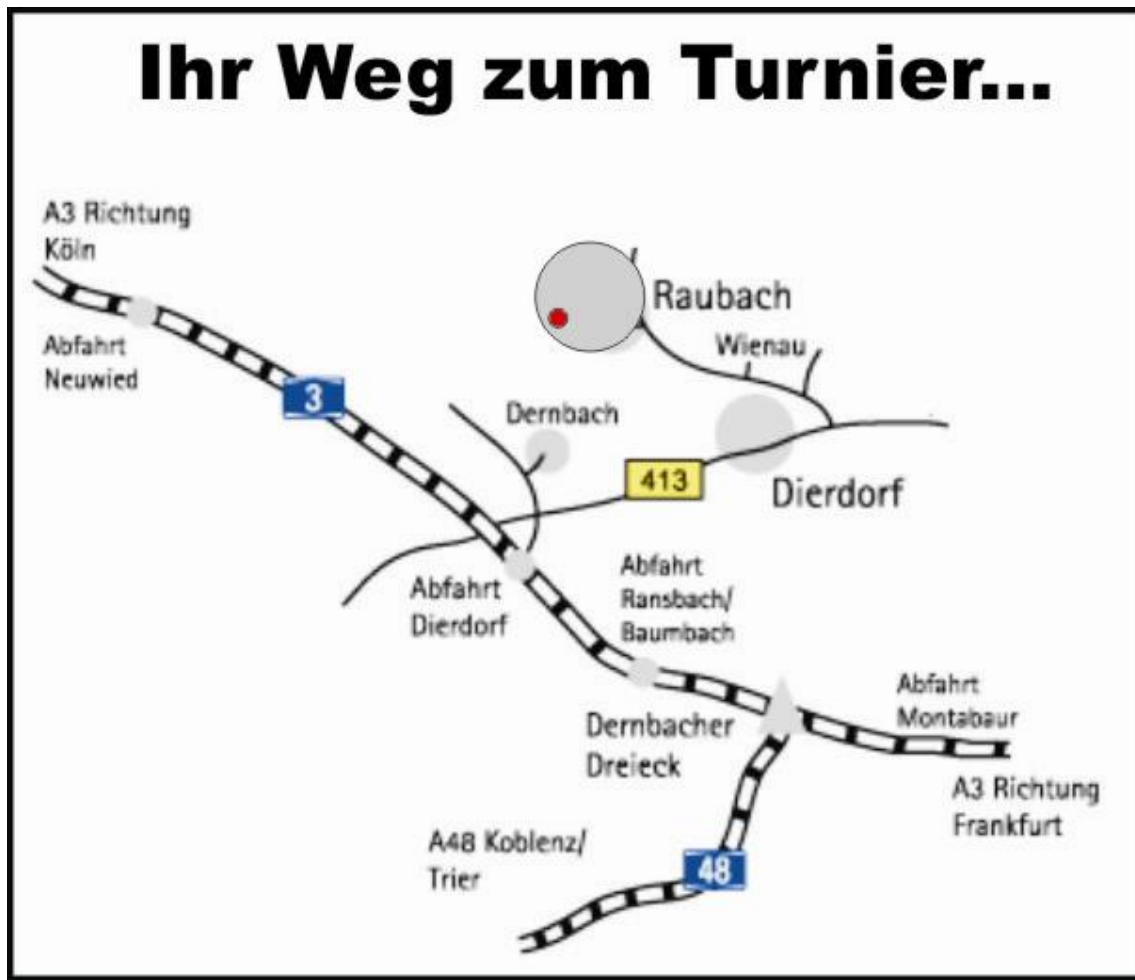 Ihr Weg zum Turnier...
A3 Richtung
Köln
Abfahrt
Neuwied
3
Raubach
Wienau
Dernbach
413
Dierdorf
Abfahrt
Dierdorf
Abfahrt
Ransbach/
Baumbach
Dernbacher
Dreieck
Abfahrt
Montabaur
A3 Richtung
Frankfurt
A48 Koblenz/
Trier
48